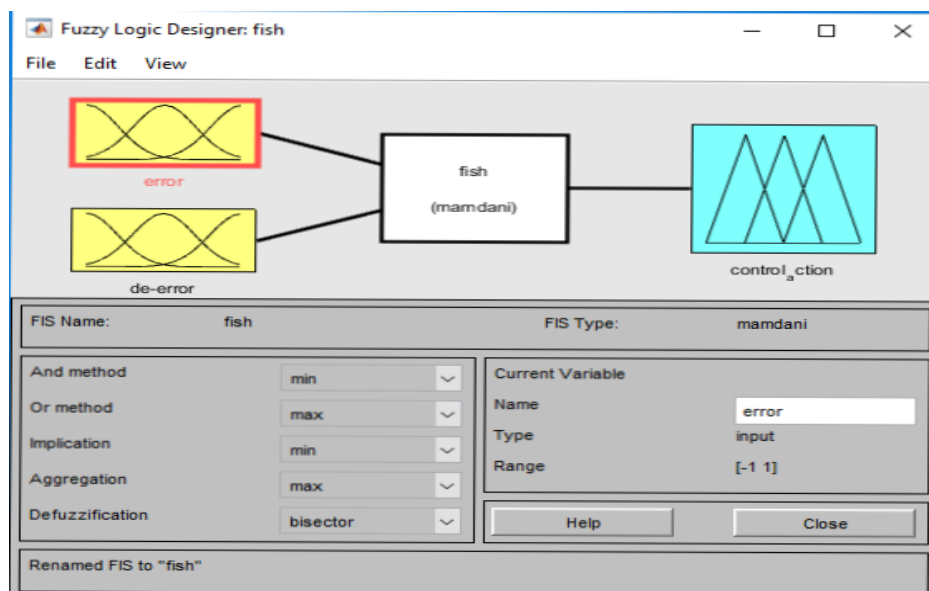 Fuzzy Logic Designer: fish
File Edit View
error
fish
(mamdani)
de-error
control_action
FIS Name: fish FIS Type: mamdani
And method min
Or method max
Implication min
Aggregation max
Defuzzification bisector
Current Variable
Name error
Type input
Range [-1 1]
Help Close
Renamed FIS to "fish"